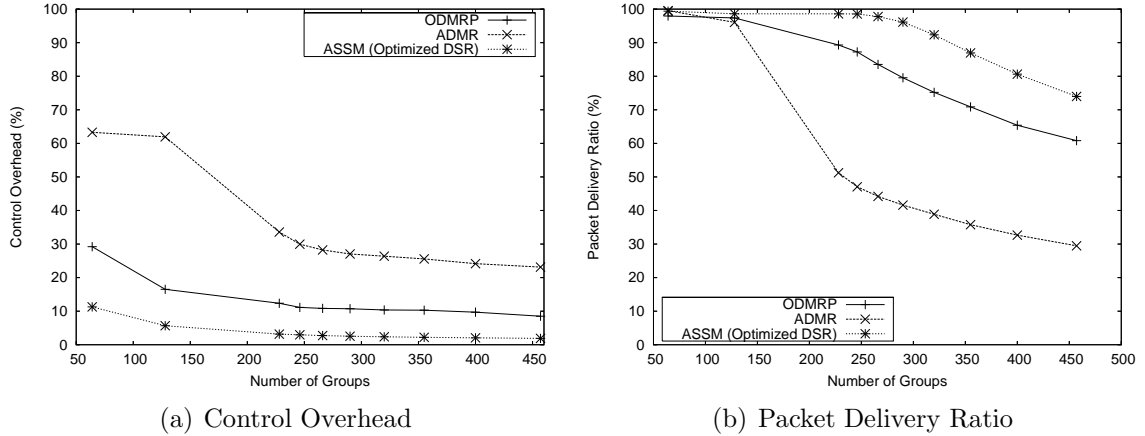 ODMRP
ADMR
ASSM (Optimized DSR)
Control Overhead (%)
100
90
80
70
60
50
40
30
20
10
0
50 100 150 200 250 300 350 400 450
Number of Groups
(a) Control Overhead
Packet Delivery Ratio (%)
100
90
80
70
60
50
40
30
20
10
0
ODMRP
ADMR
ASSM (Optimized DSR)
50 100 150 200 250 300 350 400 450 500
Number of Groups
(b) Packet Delivery Ratio